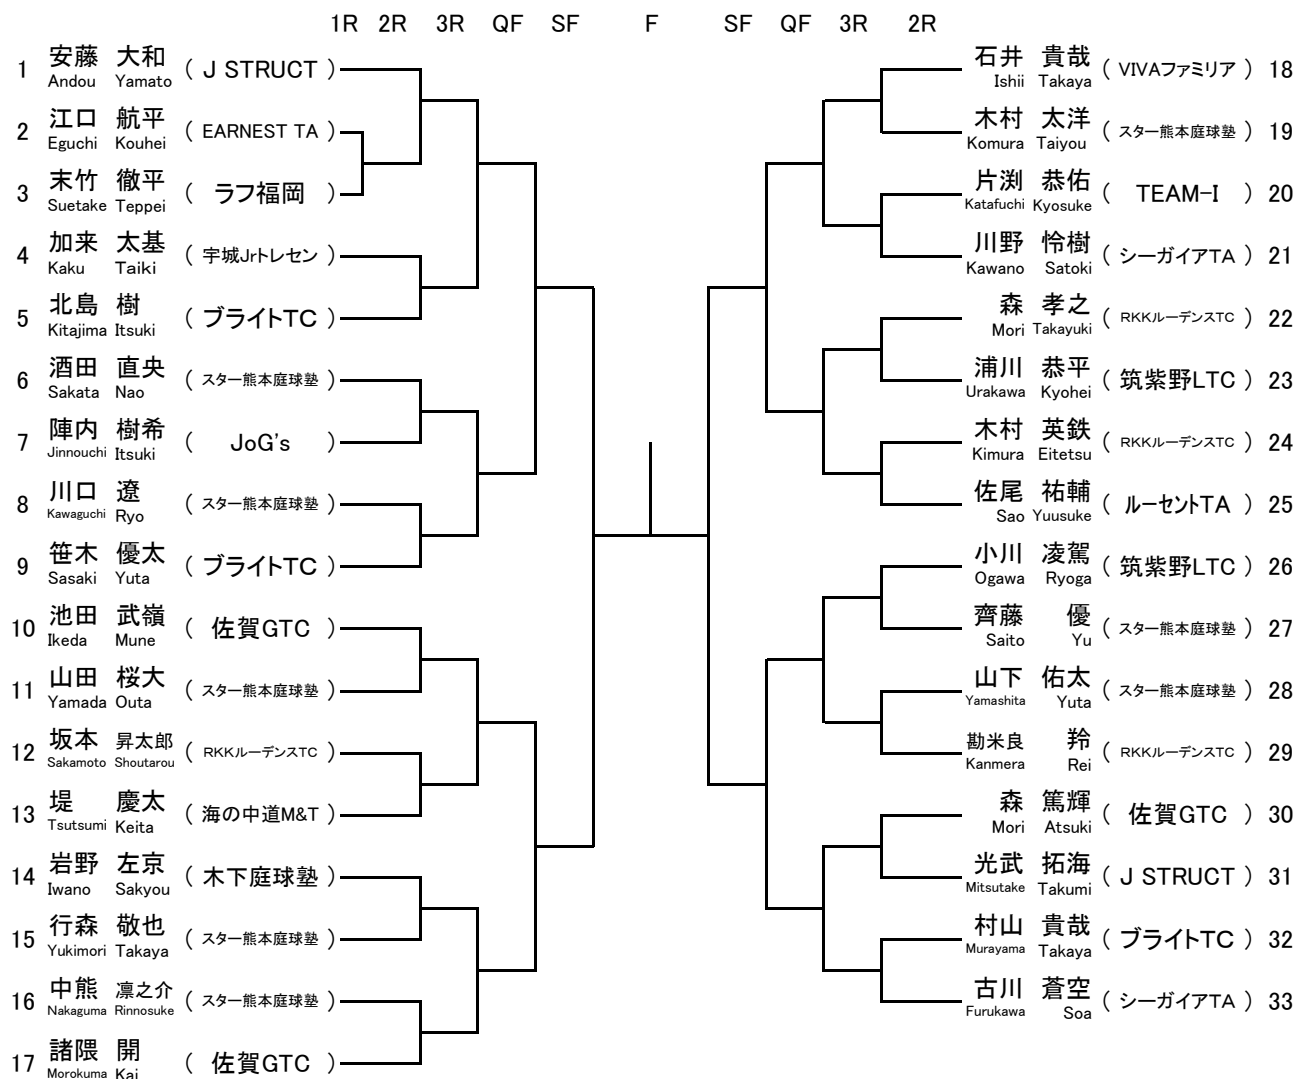 1R 2R 3R QF SF F SF QF 3R 2R
1 安藤 大和 ( J STRUCT )
Andou Yamato
2 江口 航平 ( EARNEST TA )
Eguchi Kouhei
3 末竹 徹平 ( ラフ福岡 )
Suetake Teppei
4 加来 太基 ( 宇城Jrトレセン )
Kaku Taiki
5 北島 樹 ( ブライトTC )
Kitajima Itsuki
6 酒田 直央 ( スター熊本庭球塾 )
Sakata Nao
7 陣内 樹希 ( JoG's )
Jinnouchi Itsuki
8 川口 遼 ( スター熊本庭球塾 )
Kawaguchi Ryo
9 笹木 優太 ( ブライトTC )
Sasaki Yuta
10 池田 武嶺 ( 佐賀GTC )
Ikeda Mune
11 山田 桜大 ( スター熊本庭球塾 )
Yamada Outa
12 坂本 昇太郎 ( RKKルーデンスTC )
Sakamoto Shoutarou
13 堤 慶太 ( 海の中道M&T )
Tsutsumi Keita
14 岩野 左京 ( 木下庭球塾 )
Iwano Sakyou
15 行森 敬也 ( スター熊本庭球塾 )
Yukimori Takaya
16 中熊 凛之介 ( スター熊本庭球塾 )
Nakaguma Rinnosuke
17 諸隈 開 ( 佐賀GTC )
Morokuma Kai
石井 貴哉 ( VIVAファミリア ) 18
Ishii Takaya
木村 太洋 ( スター熊本庭球塾 ) 19
Komura Taiyou
片渕 恭佑 ( TEAM-I ) 20
Katafuchi Kyosuke
川野 怜樹 ( シーガイアTA ) 21
Kawano Satoki
森 孝之 ( RKKルーデンスTC ) 22
Mori Takayuki
浦川 恭平 ( 筑紫野LTC ) 23
Urakawa Kyohei
木村 英鉄 ( RKKルーデンスTC ) 24
Kimura Eitetsu
佐尾 祐輔 ( ルーセントTA ) 25
Sao Yuusuke
小川 凌駕 ( 筑紫野LTC ) 26
Ogawa Ryoga
齊藤 優 ( スター熊本庭球塾 ) 27
Saito Yu
山下 佑太 ( スター熊本庭球塾 ) 28
Yamashita Yuta
勘米良 羚 ( RKKルーデンスTC ) 29
Kanmera Rei
森 篤輝 ( 佐賀GTC ) 30
Mori Atsuki
光武 拓海 ( J STRUCT ) 31
Mitsutake Takumi
村山 貴哉 ( ブライトTC ) 32
Murayama Takaya
古川 蒼空 ( シーガイアTA ) 33
Furukawa Soa